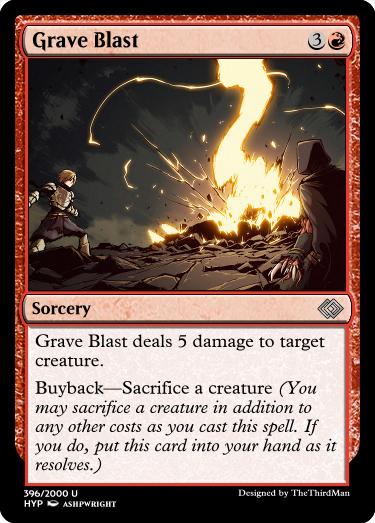 Grave Blast 3
Sorcery
Grave Blast deals 5 damage to target
creature.
Buyback—Sacrifice a creature (You
may sacrifice a creature in addition to
any other costs as you cast this spell. If
you do, put this card into your hand as it
resolves.)
396/2000 U
Designed by TheThirdMan
HYP ASHPWRIGHT